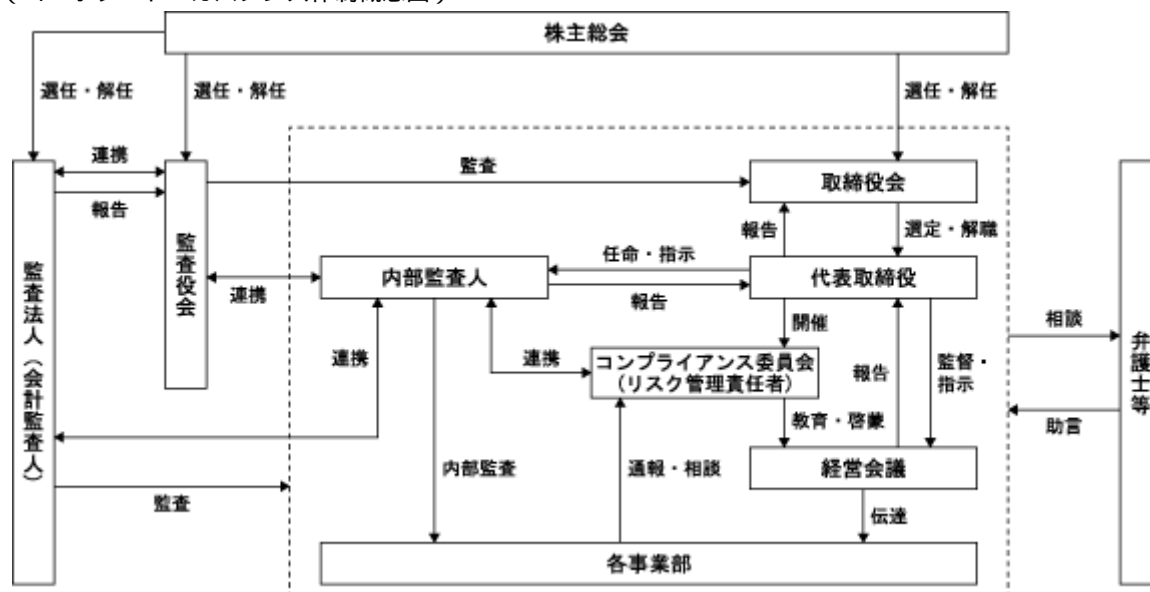 株主総会
選任・解任
選任・解任
選任・解任
連携
報告
監査
取締役会
監査役会
報告
選定・解職
任命・指示
内部監査人
代表取締役
連携
報告
監査法人（会計監査人）
開催
相談
弁護士等
連携
連携
コンプライアンス委員会
(リスク管理責任者)
報告
監督・
指示
教育・啓蒙
助言
内部監査
通報・相談
経営会議
監査
伝達
各事業部